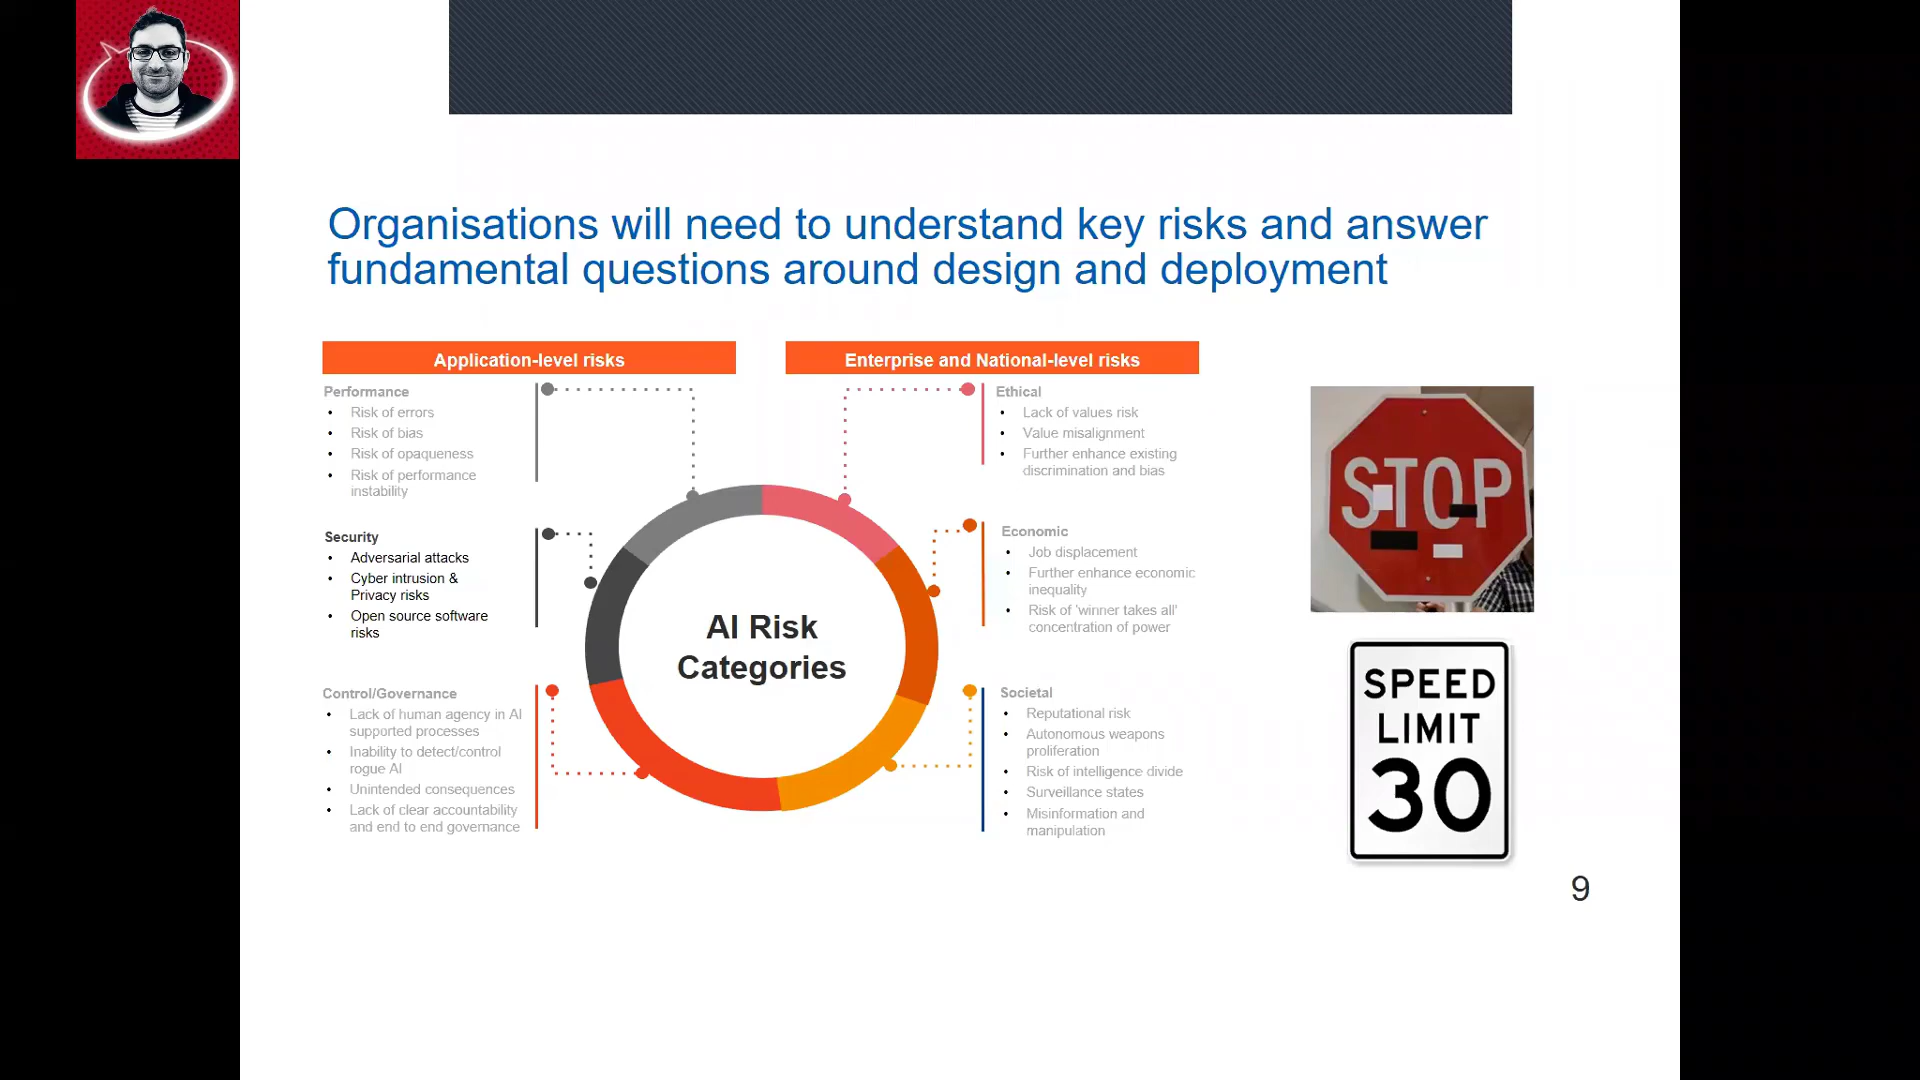 Organisations will need to understand key risks and answer
fundamental questions around design and deployment
Application-level risks
Performance
• Risk of errors
• Risk of bias
• Risk of opaqueness
• Risk of performance
instability
Security
• Adversarial attacks
• Cyber intrusion &
Privacy risks
• Open source software
risks
Control/Governance
• Lack of human agency in AI
supported processes
• Inability to detect/control
rogue AI
• Unintended consequences
• Lack of clear accountability
and end to end governance
AI Risk
Categories
Enterprise and National-level risks
Ethical
• Lack of values risk
• Value misalignment
• Further enhance existing
discrimination and bias
Economic
• Job displacement
• Further enhance economic
inequality
• Risk of 'winner takes all'
concentration of power
Societal
• Reputational risk
• Autonomous weapons
proliferation
• Risk of intelligence divide
• Surveillance states
• Misinformation and
manipulation
STOP
SPEED
LIMIT
30
9